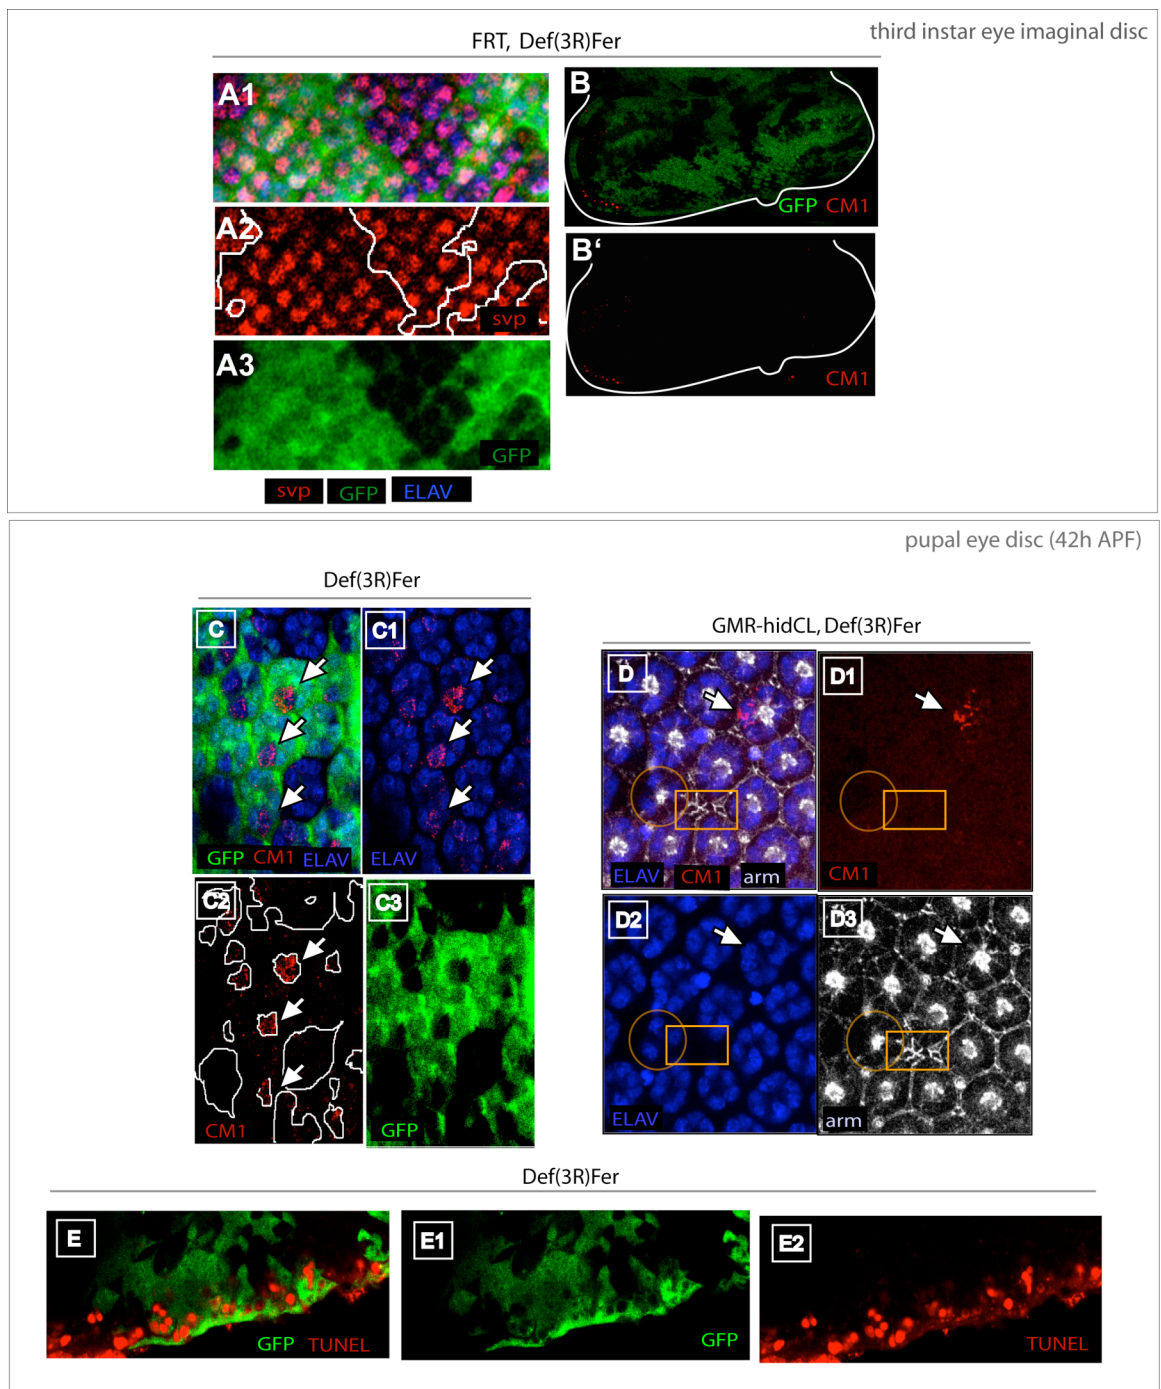 third instar eye imaginal disc
FRT, Def(3R)Fer
A1
B
GFP CM1
A2
svp
B‘
CM1
A3
GFP
svp GFP ELAV
pupal eye disc (42h APF)
Def(3R)Fer
GMR-hidCL, Def(3R)Fer
C
C1
GFP CM1 ELAV
ELAV
D
D1
ELAV CM1 arm
CM1
C2
C3
CM1
GFP
D2
D3
ELAV
arm
Def(3R)Fer
E
E1
E2
GFP TUNEL
GFP
TUNEL